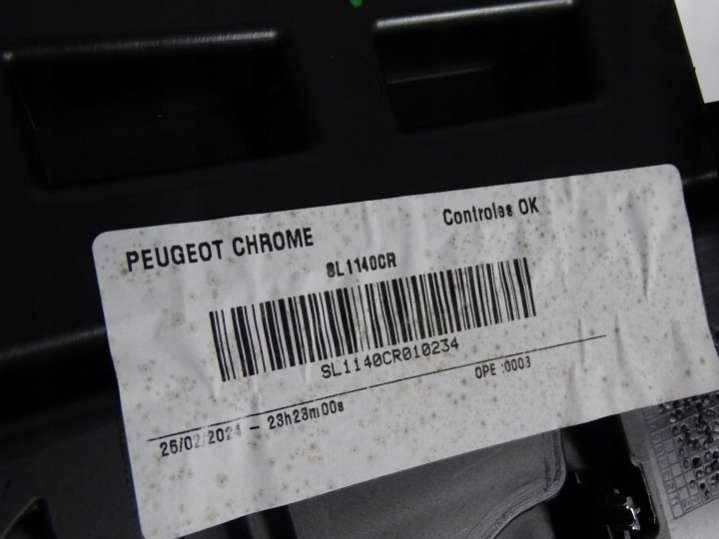 PEUGEOT CHROME
Controles OK
SL1140CR
SL1140CR010234
OPE :0003
26/02/2024 - 23h23m00s